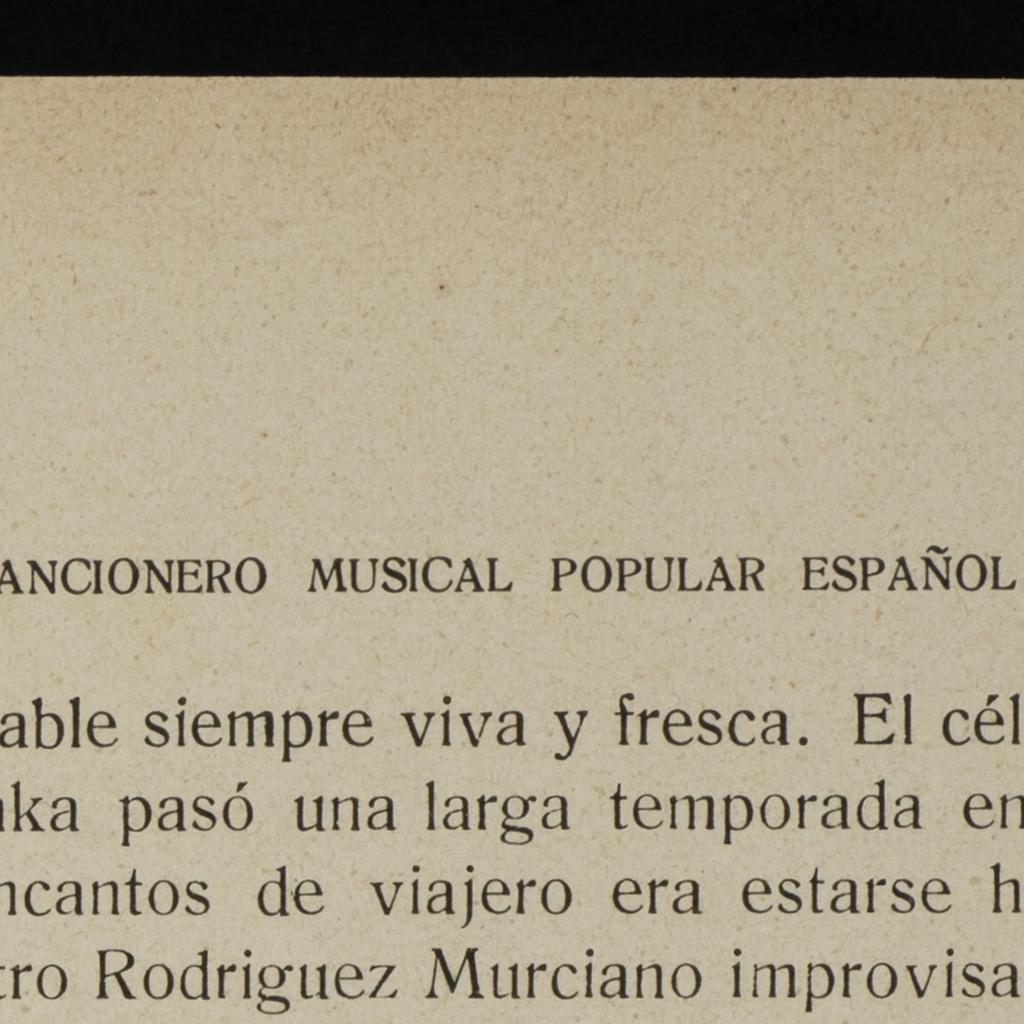 ANCIONERO MUSICAL POPULAR ESPAÑOL
able siempre viva y fresca. El cél
nka pasó una larga temporada en
ncantos de viajero era estarse h
tro Rodriguez Murciano improvisa